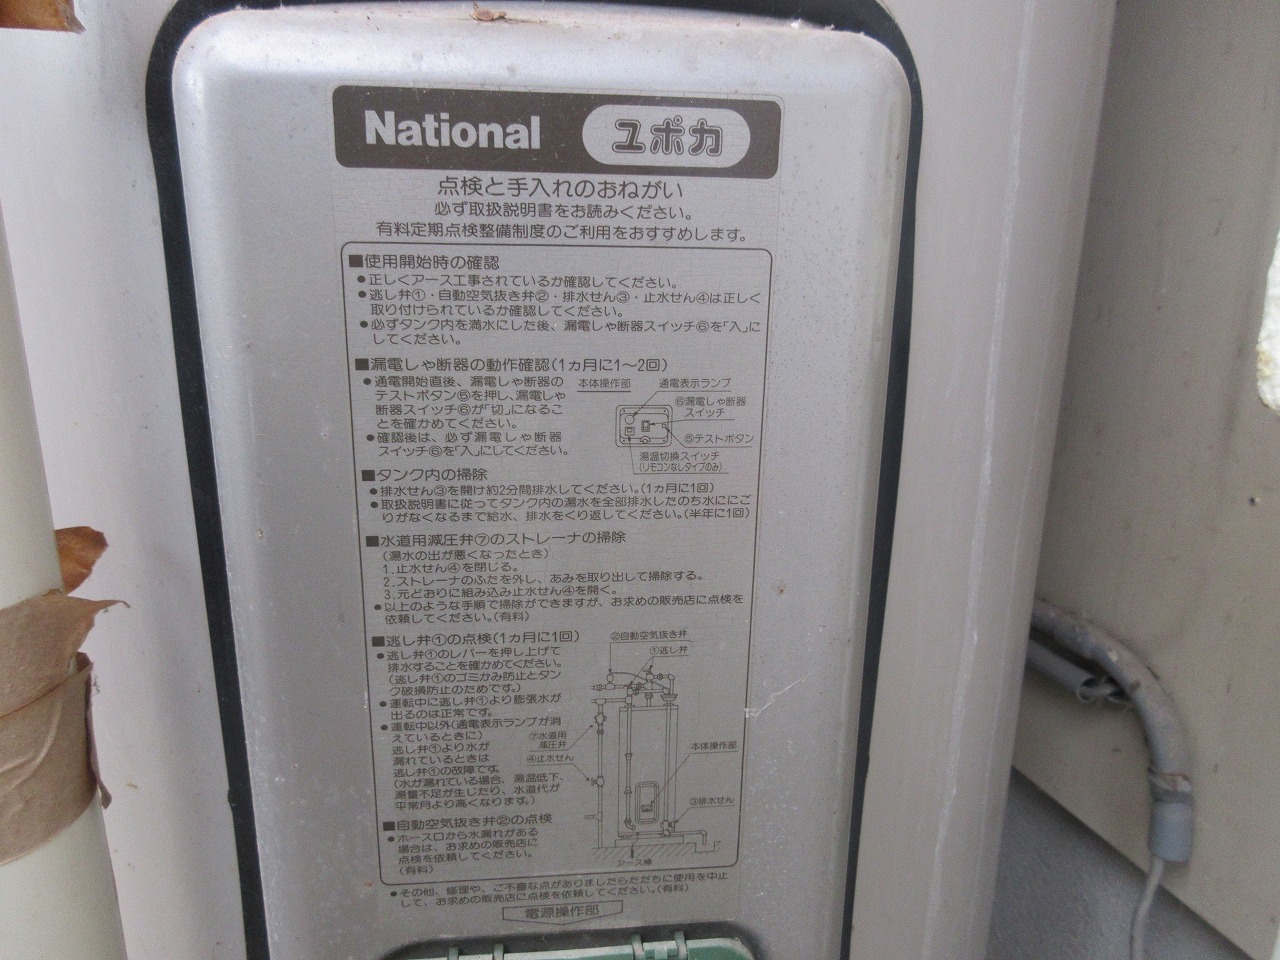 National ユポカ
点検と手入れのおねがい
必ず取扱説明書をお読みください。
有料定期点検整備制度のご利用をおすすめします。
■使用開始時の確認
●正しくアース工事されているか確認してください。
●逃し弁①・自動空気抜き弁②・排水せん③・止水せん④は正しく
取り付けられているか確認してください。
●必ずタンク内を満水にした後、漏電しゃ断器スイッチ⑥を「入」に
してください。
■漏電しゃ断器の動作確認(1ヵ月に1〜2回)
●通電開始直後、漏電しゃ断器の
テストボタン⑤を押し、漏電しゃ
断器スイッチ⑥が「切」になるこ
とを確かめてください。
●確認後は、必ず漏電しゃ断器
スイッチ⑥を「入」にしてください。
本体操作部
通電表示ランプ
⑥漏電しゃ断器
スイッチ
⑤テストボタン
湯温切換スイッチ
(リモコンなしタイプのみ)
■タンク内の掃除
●排水せん③を開け約2分間排水してください。(1ヵ月に1回)
●取扱説明書に従ってタンク内の湯水を全部排水したのち水ににご
りがなくなるまで給水、排水をくり返してください。(半年に1回)
■水道用減圧弁⑦のストレーナの掃除
(湯水の出が悪くなったとき)
1.止水せん④を閉じる。
2.ストレーナのふたを外し、あみを取り出して掃除する。
3.元どおりに組み込み止水せん④を開く。
●以上のような手順で掃除ができますが、お求めの販売店に点検を
依頼してください。(有料)
■逃し弁①の点検(1ヵ月に1回)
●逃し弁①のレバーを押し上げて
排水することを確かめてください。
(逃し弁①のゴミかみ防止とタン
ク破損防止のためです。)
●運転中に逃し弁①より膨張水が
出るのは正常です。
●運転中以外(通電表示ランプが消
えているときに)
逃し弁①より水が
漏れているときは
逃し弁①の故障です。
(水が漏れている場合、湯温低下、
湯量不足が生じたり、水道代が
平常月より高くなります。)
②自動空気抜き弁
①逃し弁
⑦水道用
減圧弁
④止水せん
本体操作部
③排水せん
アース棒
■自動空気抜き弁②の点検
●ホース口から水漏れがある
場合は、お求めの販売店に
点検を依頼してください。
(有料)
●その他、修理や、ご不審な点がありましたらただちに使用を中止
して、お求めの販売店に点検を依頼してください。(有料)
電源操作部